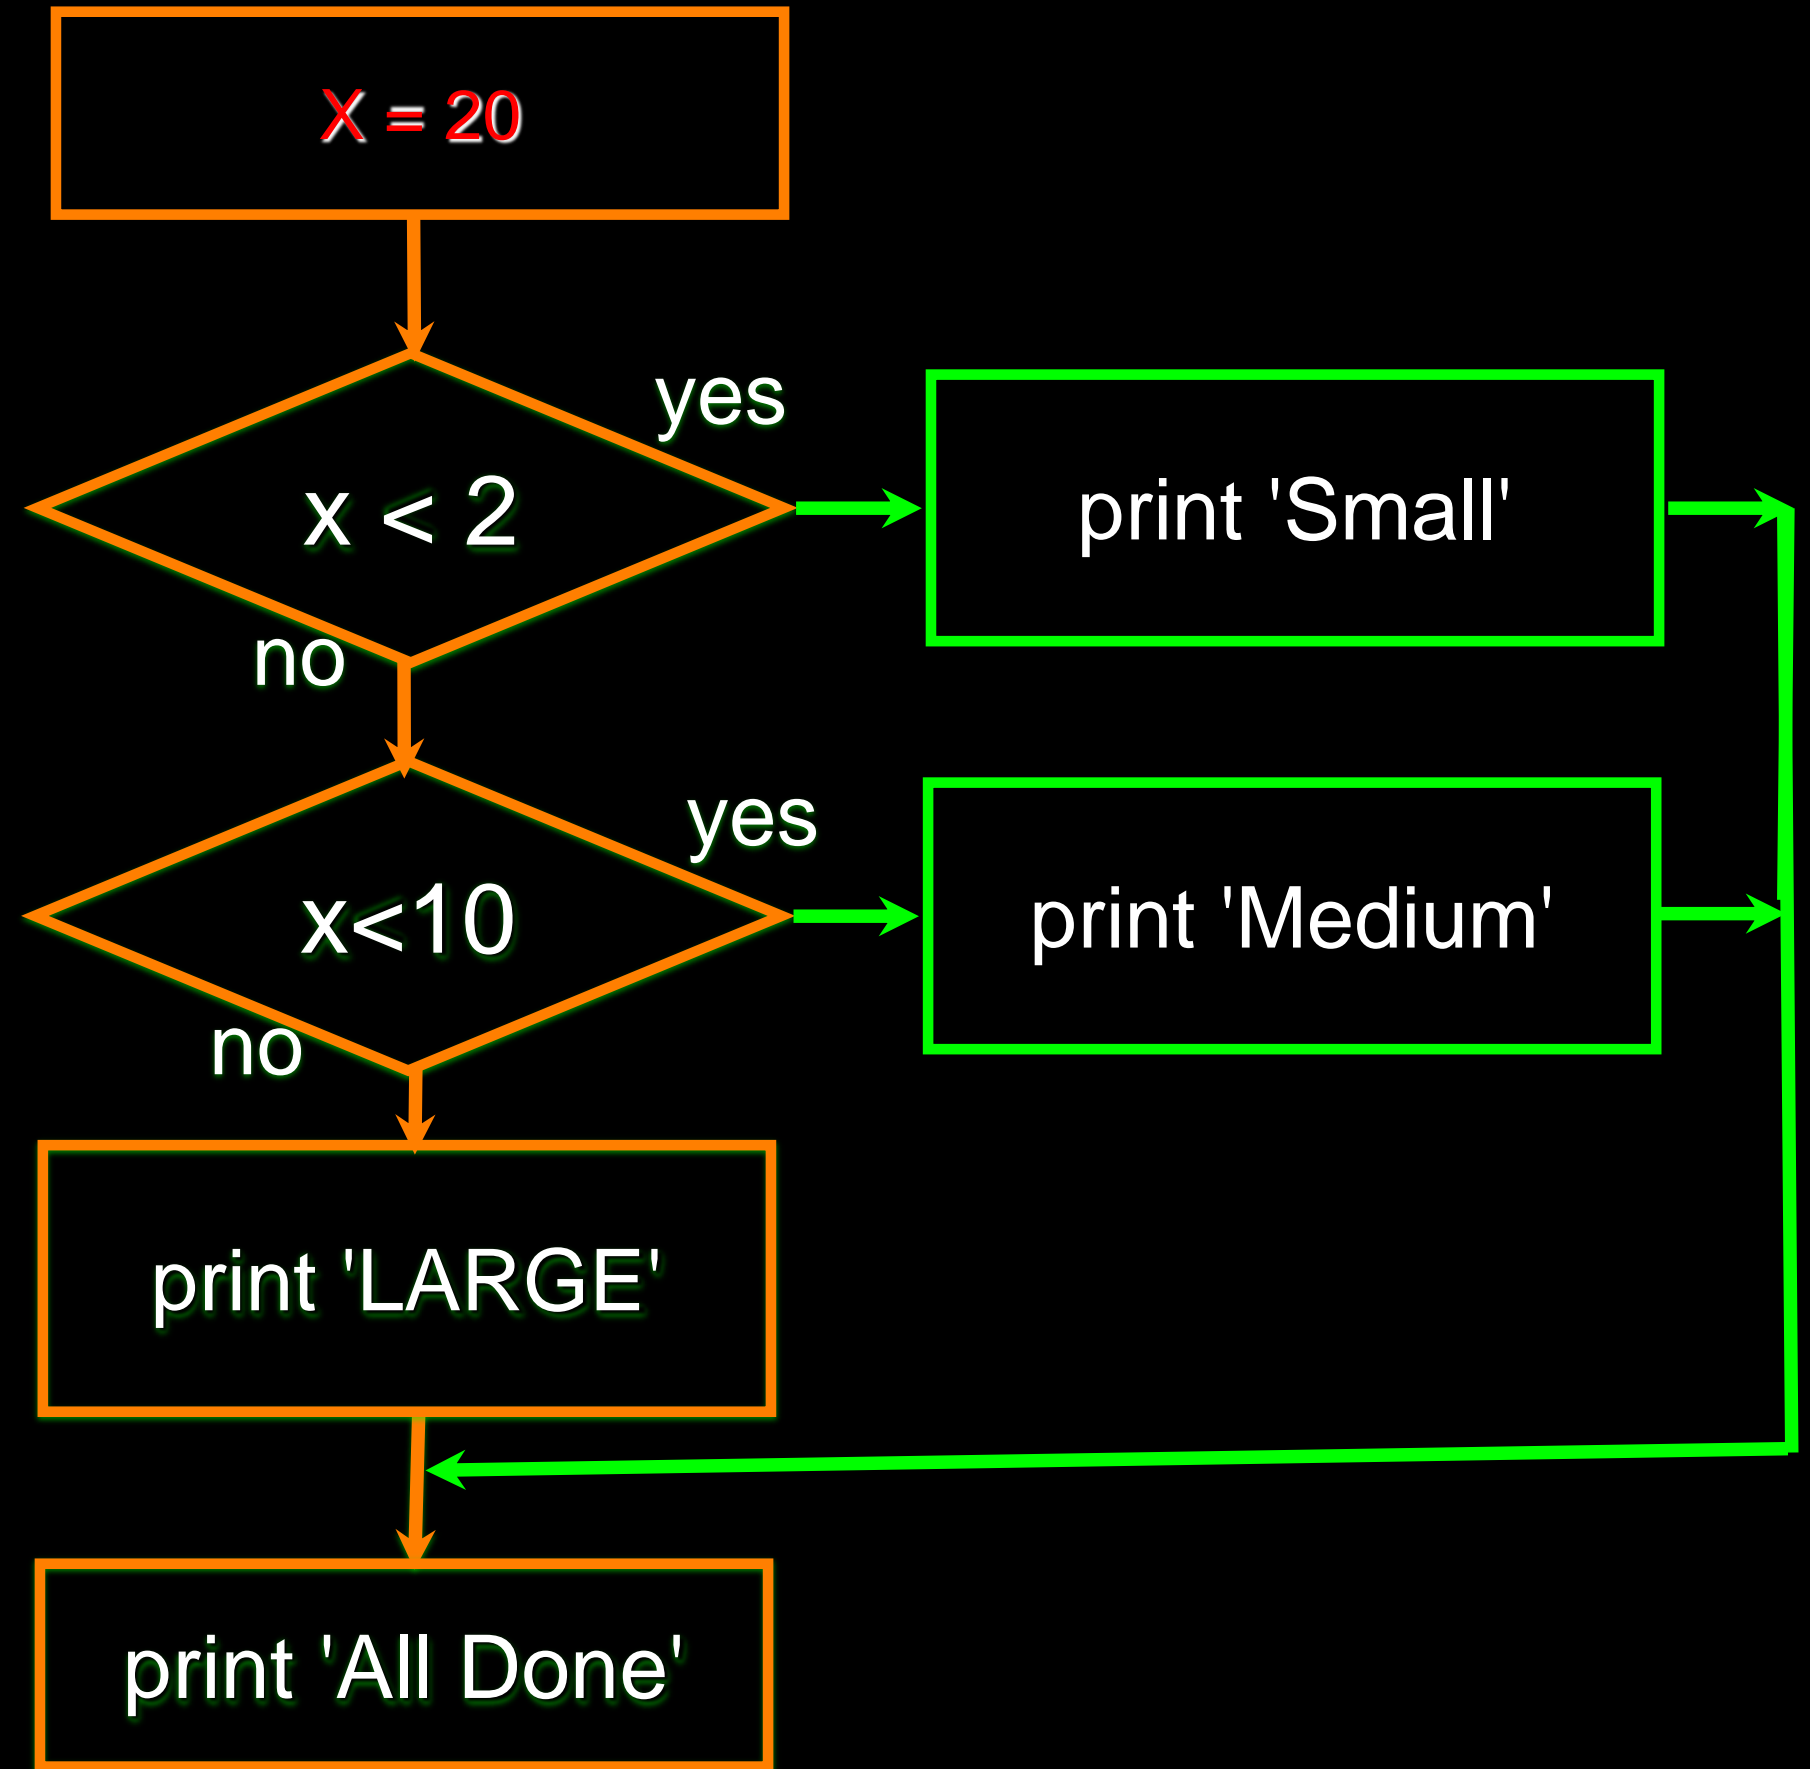 X = 20
yes
x < 2
print 'Small'
no
yes
x<10
print 'Medium'
no
print 'LARGE'
print 'All Done'